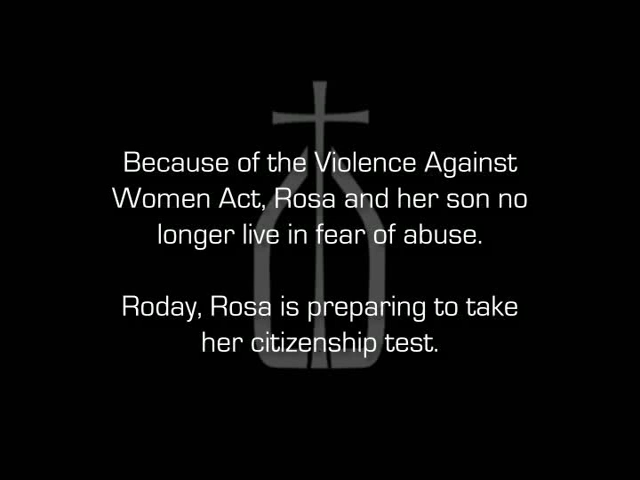 Because of the Violence Against
Women Act, Rosa and her son no
longer live in fear of abuse.
Roday, Rosa is preparing to take
her citizenship test.